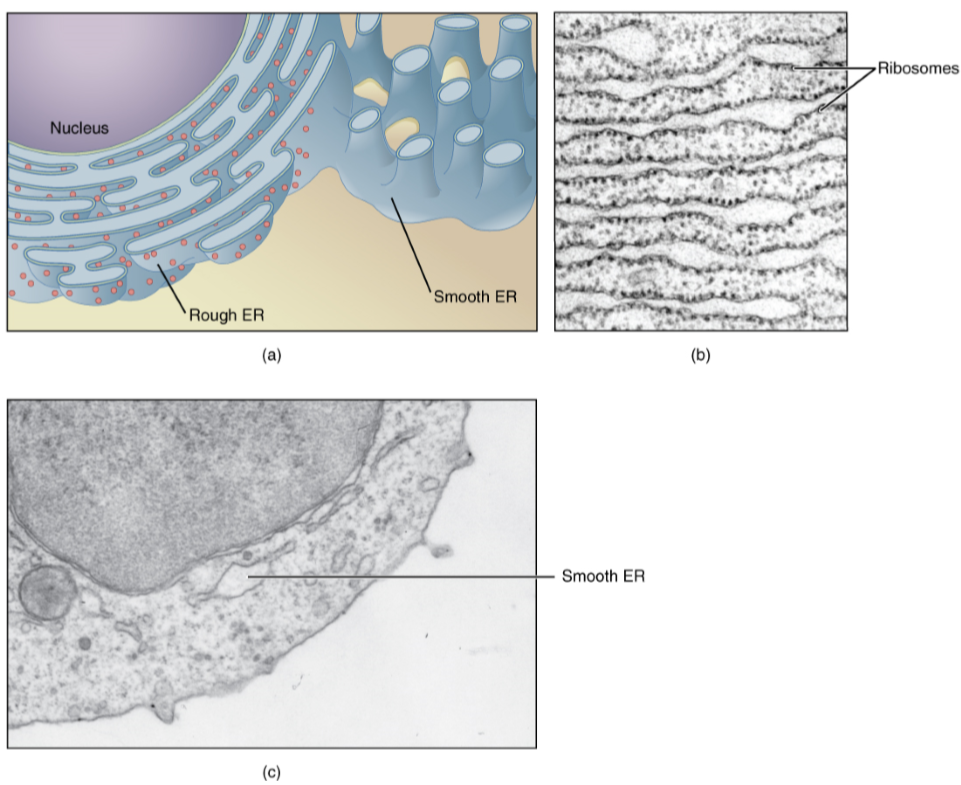 Nucleus
Rough ER
Smooth ER
(a)
Ribosomes
(b)
Smooth ER
(c)